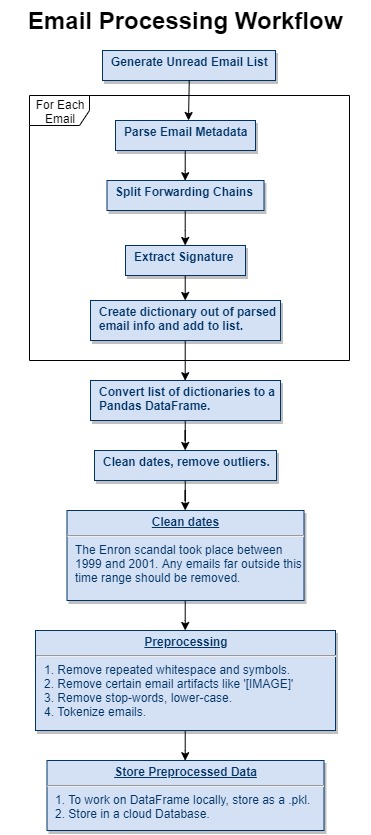 Email Processing Workflow
Generate Unread Email List
For Each
Email
Parse Email Metadata
Split Forwarding Chains
Extract Signature
Create dictionary out of parsed
email info and add to list.
Convert list of dictionaries to a
Pandas DataFrame.
Clean dates, remove outliers.
Clean dates
The Enron scandal took place between
1999 and 2001. Any emails far outside this
time range should be removed.
Preprocessing
1. Remove repeated whitespace and symbols.
2. Remove certain email artifacts like '[IMAGE]'
3. Remove stop-words, lower-case.
4. Tokenize emails.
Store Preprocessed Data
1. To work on DataFrame locally, store as a .pkl.
2. Store in a cloud Database.